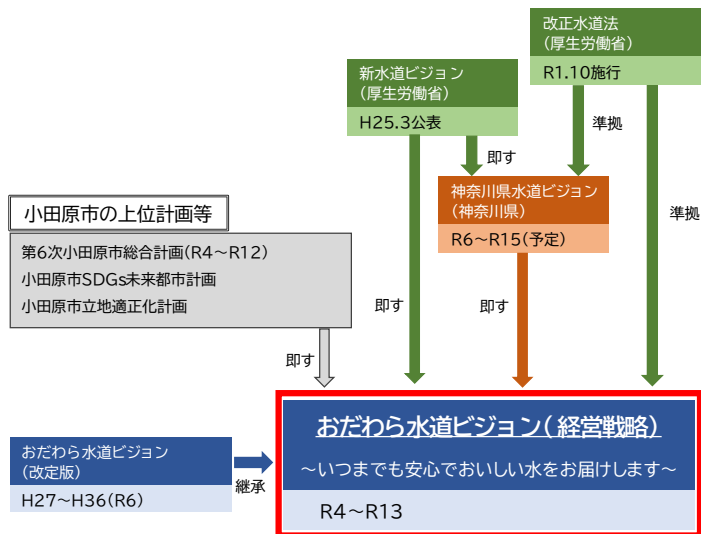 改正水道法
（厚生労働省）
R1.10施行
新水道ビジョン
（厚生労働省）
H25.3公表
準拠
即す
神奈川県水道ビジョン
（神奈川県）
R6～R15(予定)
準拠
小田原市の上位計画等
第6次小田原市総合計画(R4～R12)
小田原市SDGs未来都市計画
小田原市立地適正化計画
即す
即す
即す
おだわら水道ビジョン（経営戦略）
～いつまでも安心でおいしい水をお届けします～
R4～R13
おだわら水道ビジョン
（改定版）
H27～H36(R6)
継承